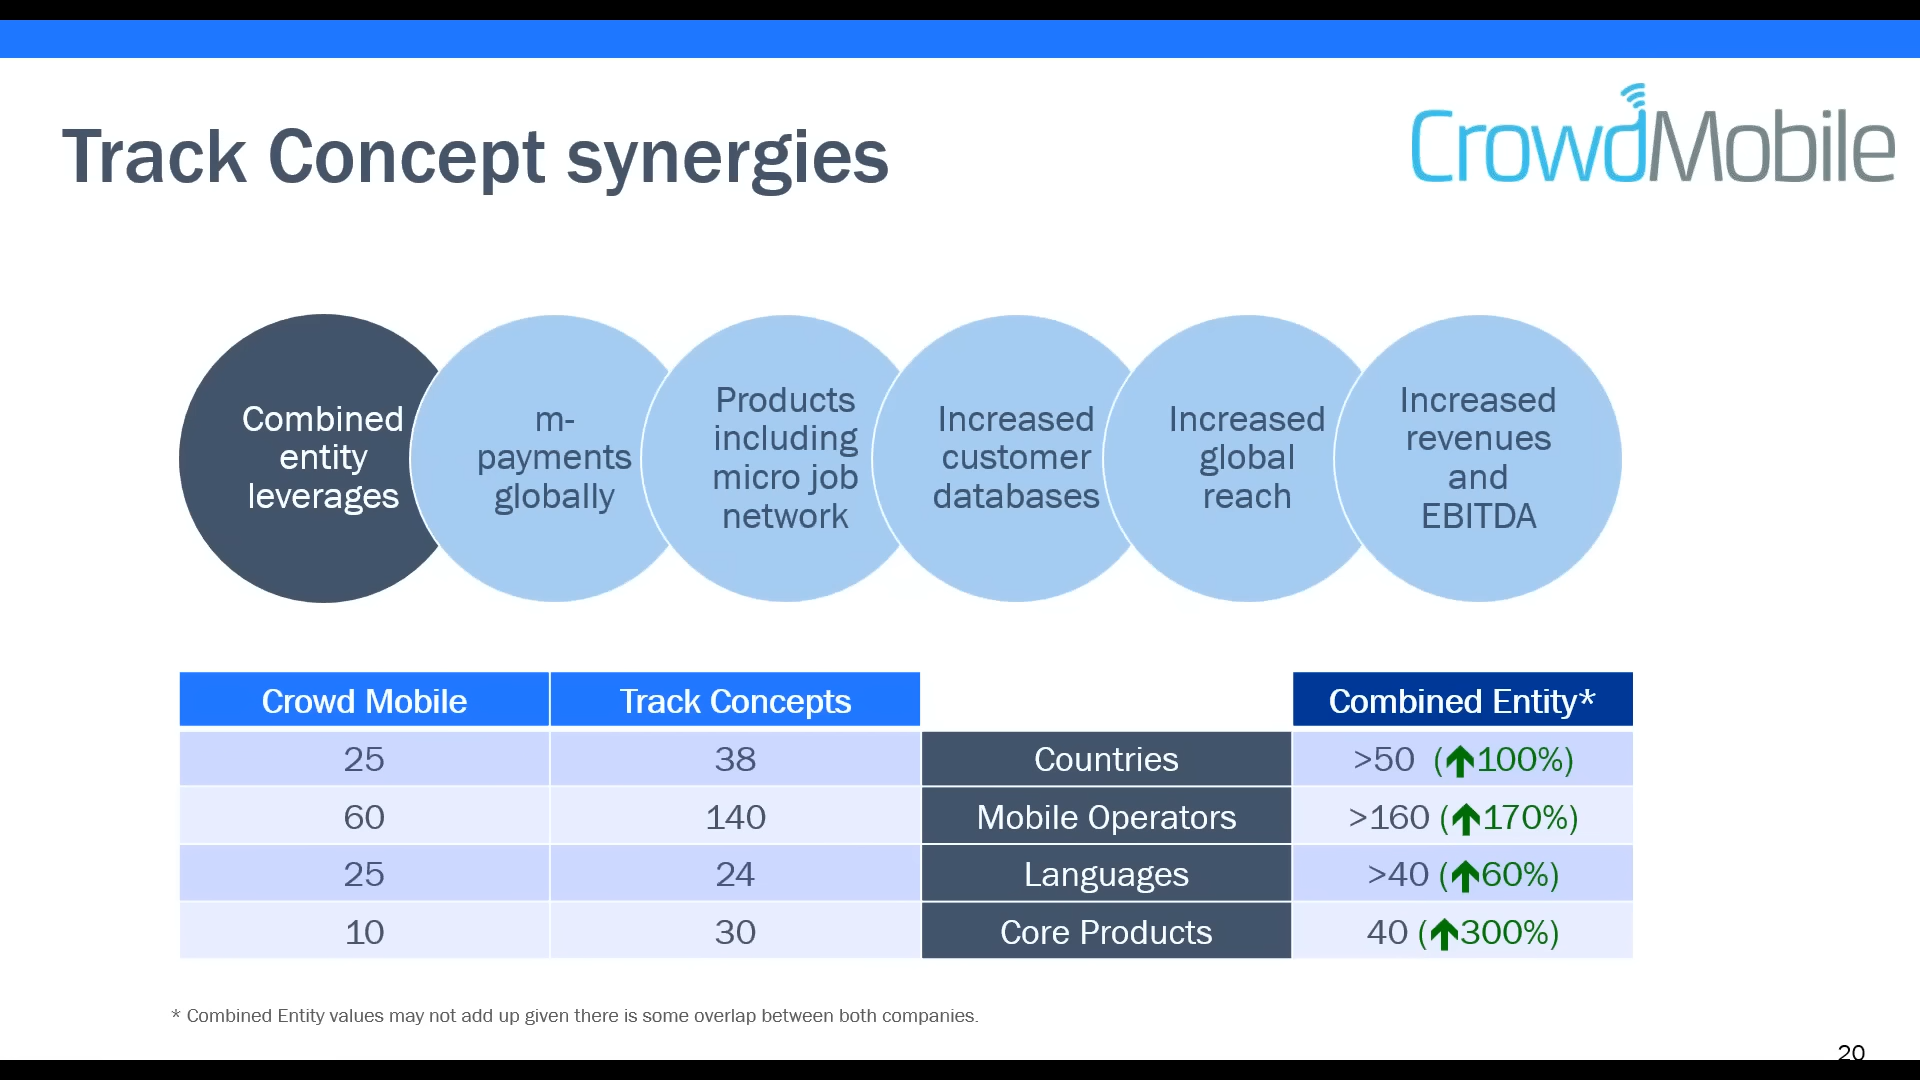 Track Concept synergies
CrowdMobile
Combined
entity
leverages
m-
payments
globally
Products
including
micro job
network
Increased
customer
databases
Increased
global
reach
Increased
revenues
and
EBITDA
Crowd Mobile Track Concepts Combined Entity*
25 38 Countries >50 (↑100%)
60 140 Mobile Operators >160 (↑170%)
25 24 Languages >40 (↑60%)
10 30 Core Products 40 (↑300%)
* Combined Entity values may not add up given there is some overlap between both companies.
20